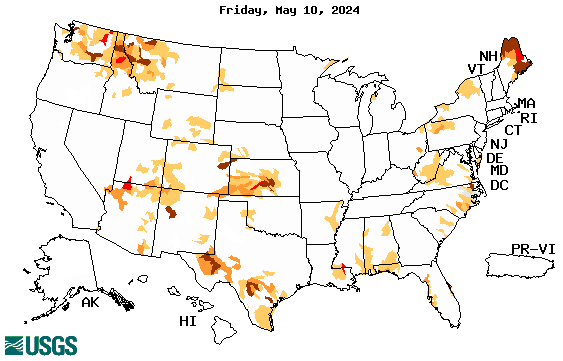 Friday, May 10, 2024
NH
VT
MA
RI
CT
NJ
DE
MD
DC
PR-VI
AK
HI
USGS